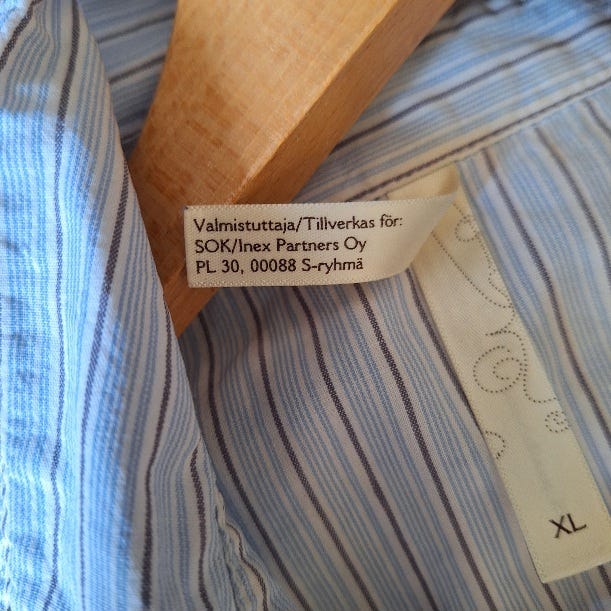 Valmistuttaja/Tillverkas för:
SOK/Inex Partners Oy
PL 30, 00088 S-ryhmä
XL